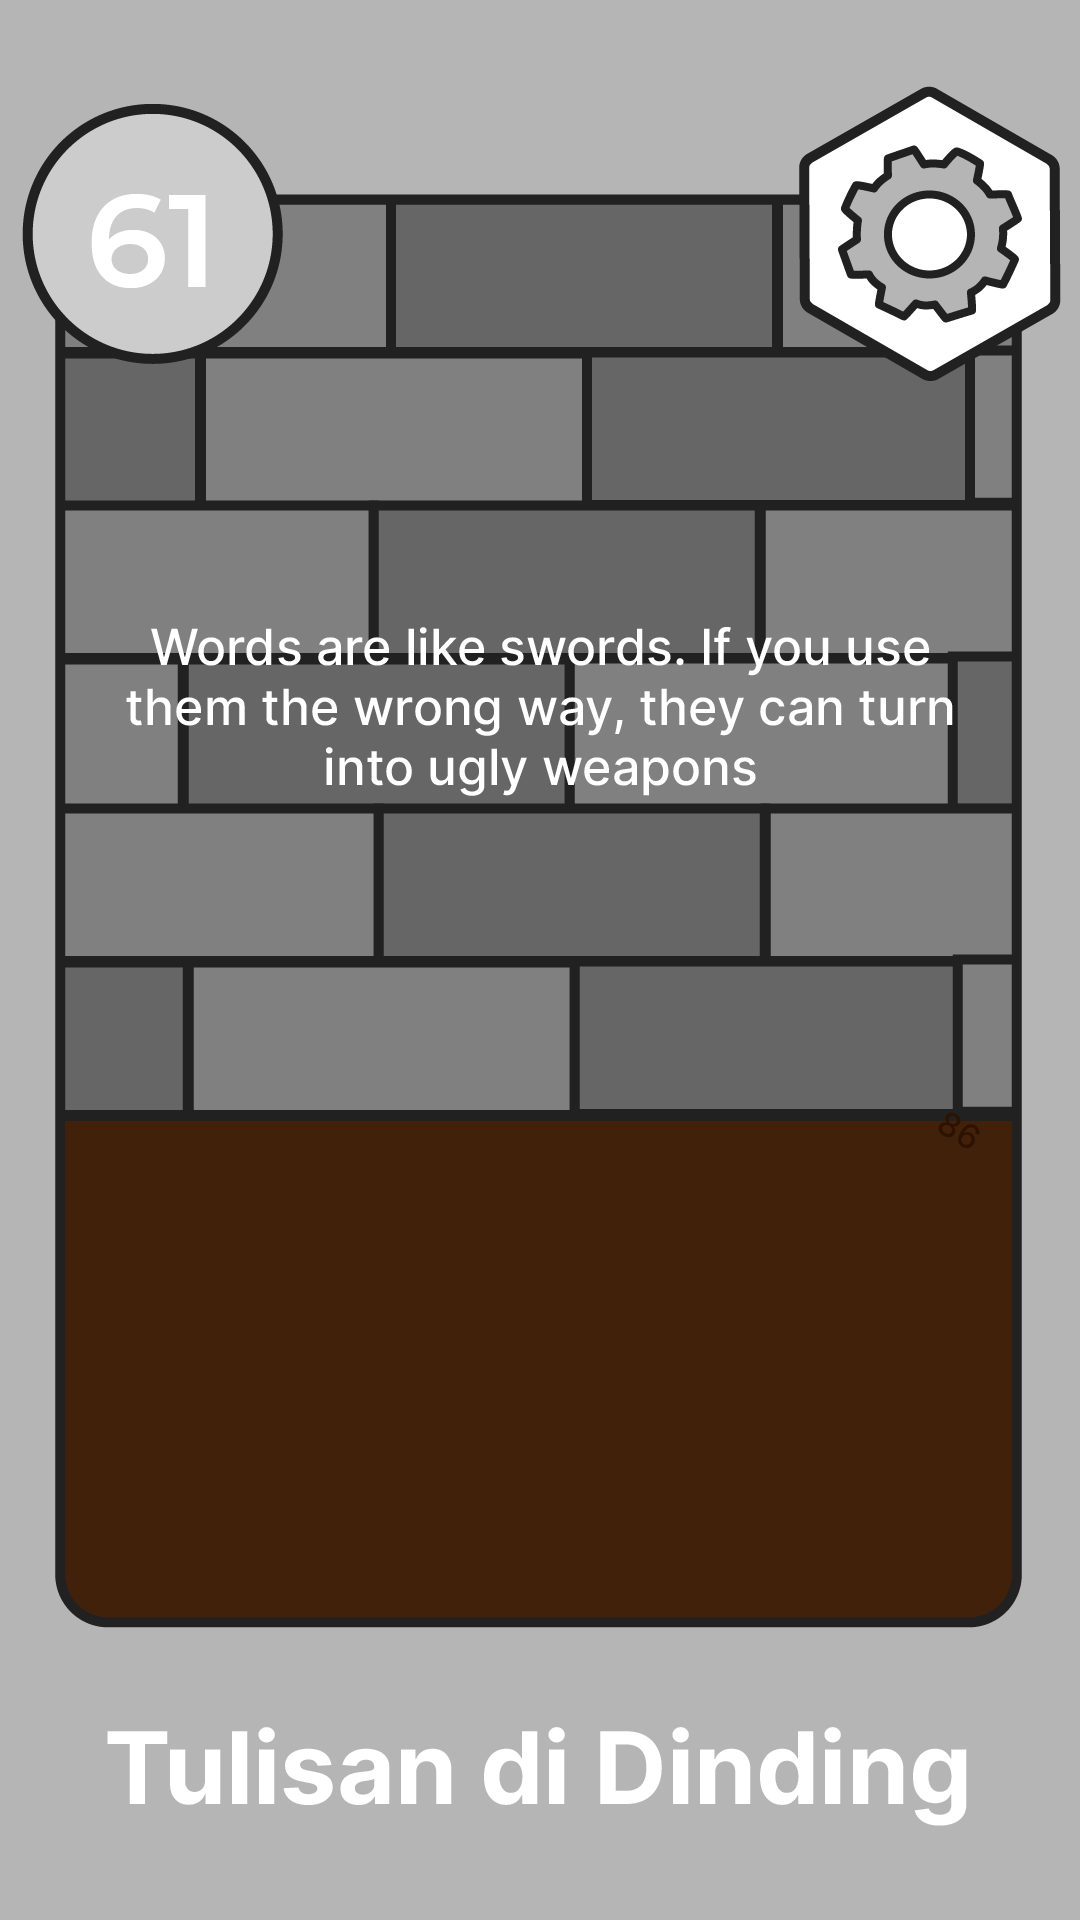 61
Words are like swords. If you use
them the wrong way, they can turn
into ugly weapons
86
Tulisan di Dinding